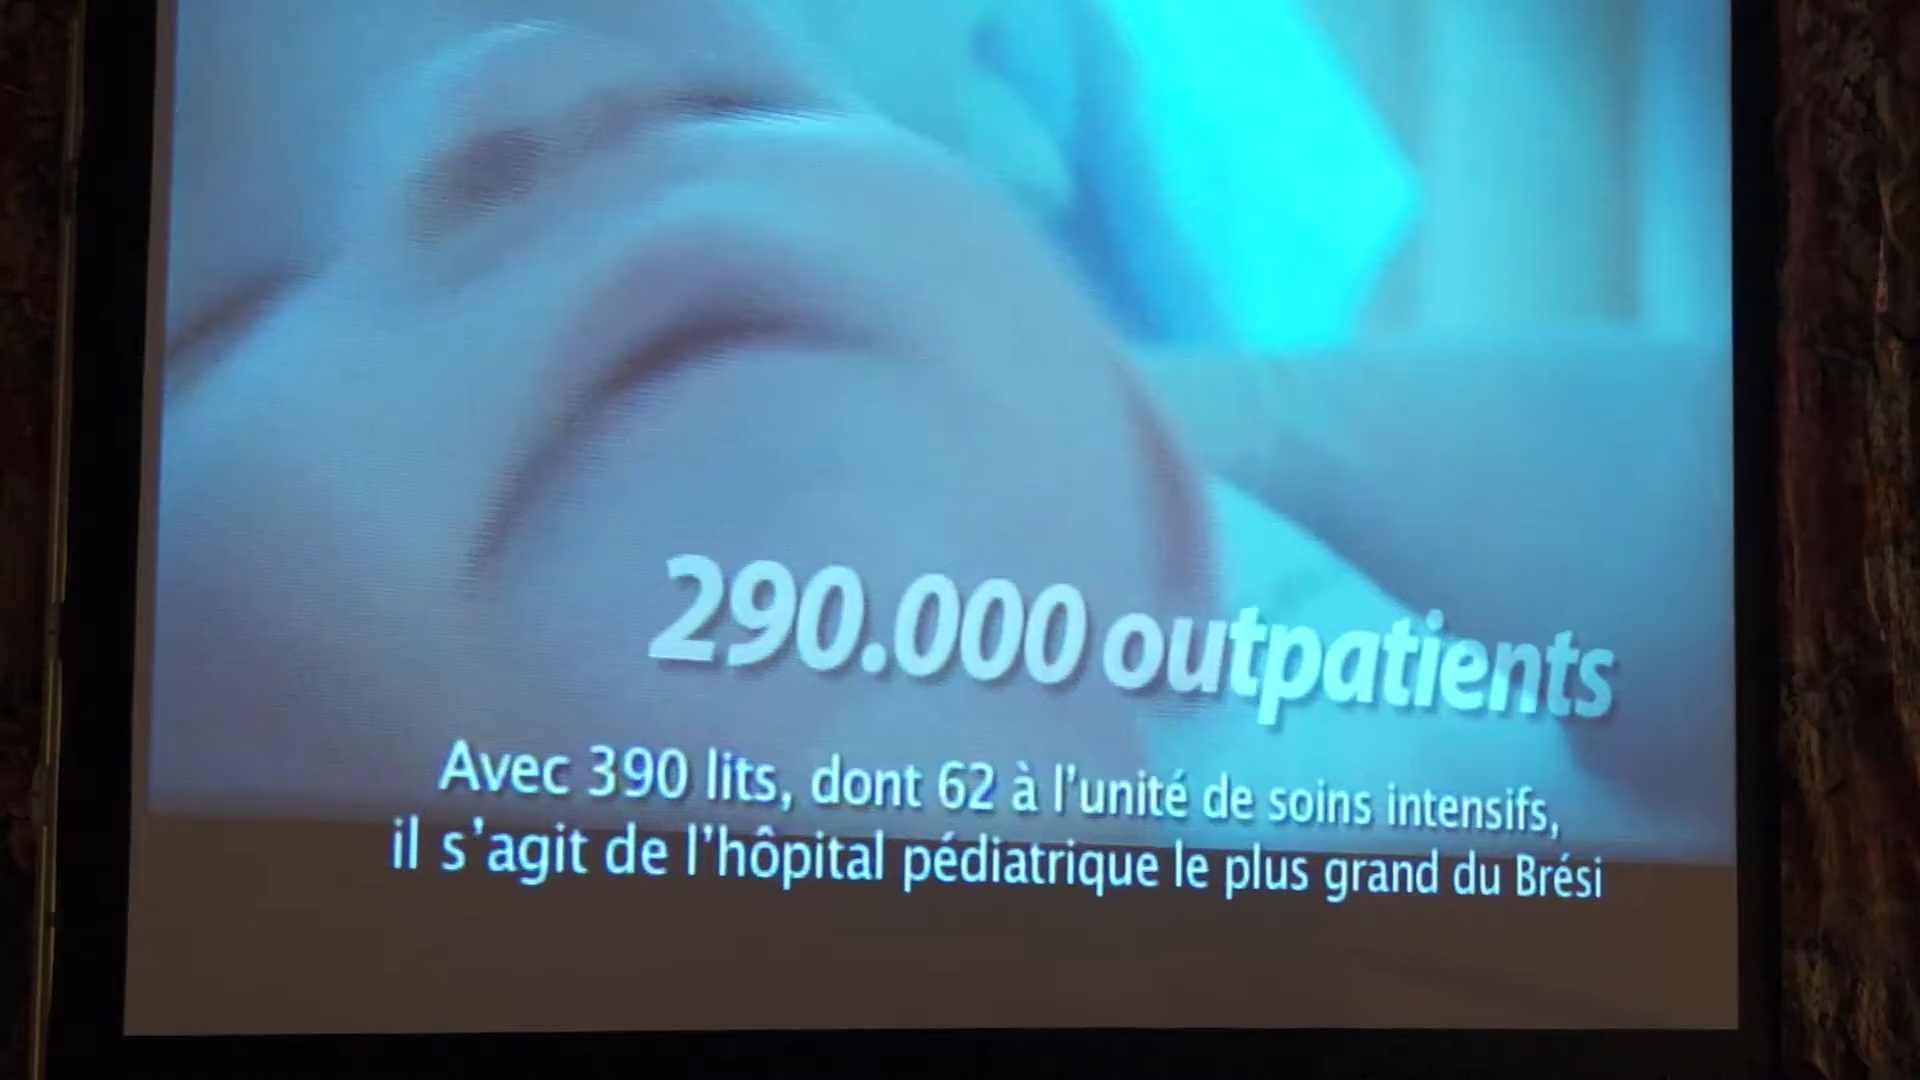 290.000 outpatients
Avec 390 lits, dont 62 à l'unité de soins intensifs,
il s'agit de l'hôpital pédiatrique le plus grand du Brési